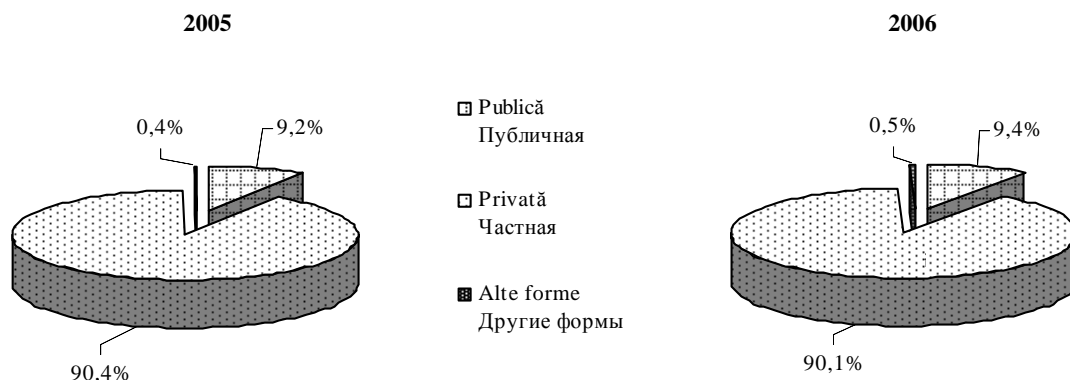 2005
2006
0,4%
9,2%
90,4%
Publică
Публичная
Privată
Частная
Alte forme
Другие формы
0,5%
9,4%
90,1%